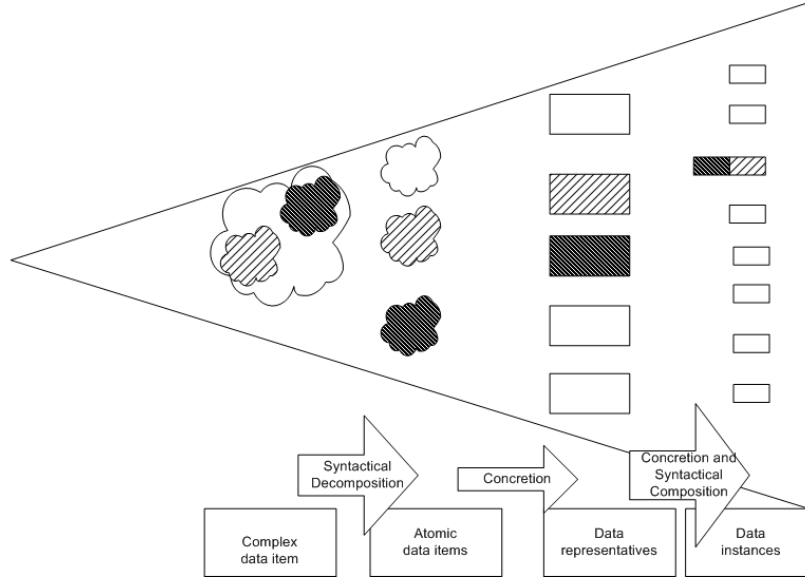 Syntactical
Decomposition
Concretion
Concretion and
Syntactical
Composition
Complex
data item
Atomic
data items
Data
representatives
Data
instances